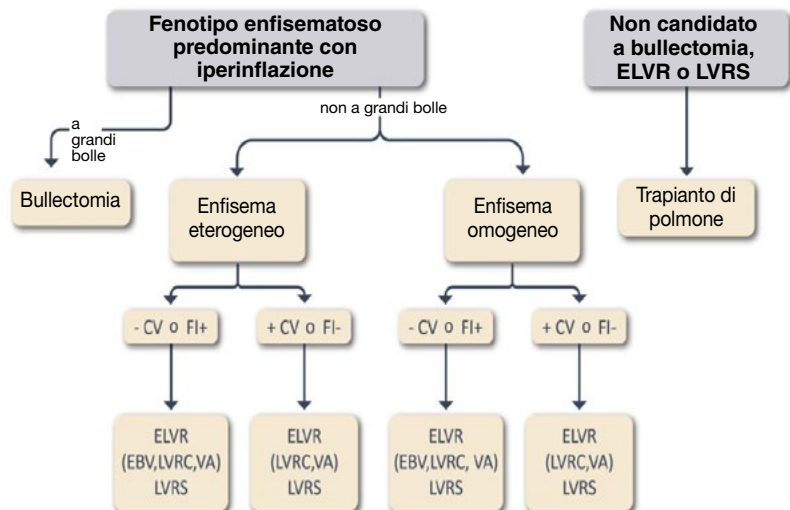 Fenotipo enfisematoso
predominante con
iperinflazione
Non candidato
a bullectomia,
ELVR o LVRS
a
grandi
bolle
non a grandi bolle
Bullectomia
Enfisema
eterogeneo
Enfisema
omogeneo
Trapianto di
polmone
- CV o FI+
+ CV o FI-
- CV o FI+
+ CV o FI-
ELVR
(EBV,LVRC,VA)
LVRS
ELVR
(LVRC,VA)
LVRS
ELVR
(EBV,LVRC, VA)
LVRS
ELVR
(LVRC,VA)
LVRS